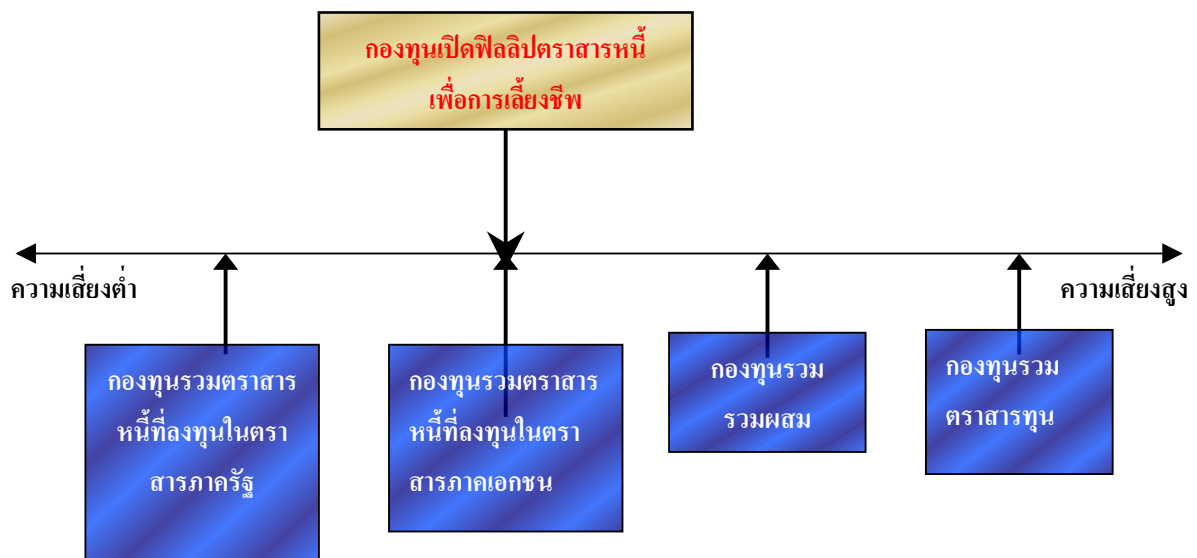 กองทุนเปิดฟิลลิปตราสารหนี้
เพื่อการเลี้ยงชีพ
ความเสี่ยงต่ำ
ความเสี่ยงสูง
กองทุนรวมตราสาร
หนี้ที่ลงทุนในตรา
สารภาครัฐ
กองทุนรวมตราสาร
หนี้ที่ลงทุนในตรา
สารภาคเอกชน
กองทุนรวม
รวมผสม
กองทุนรวม
ตราสารทุน